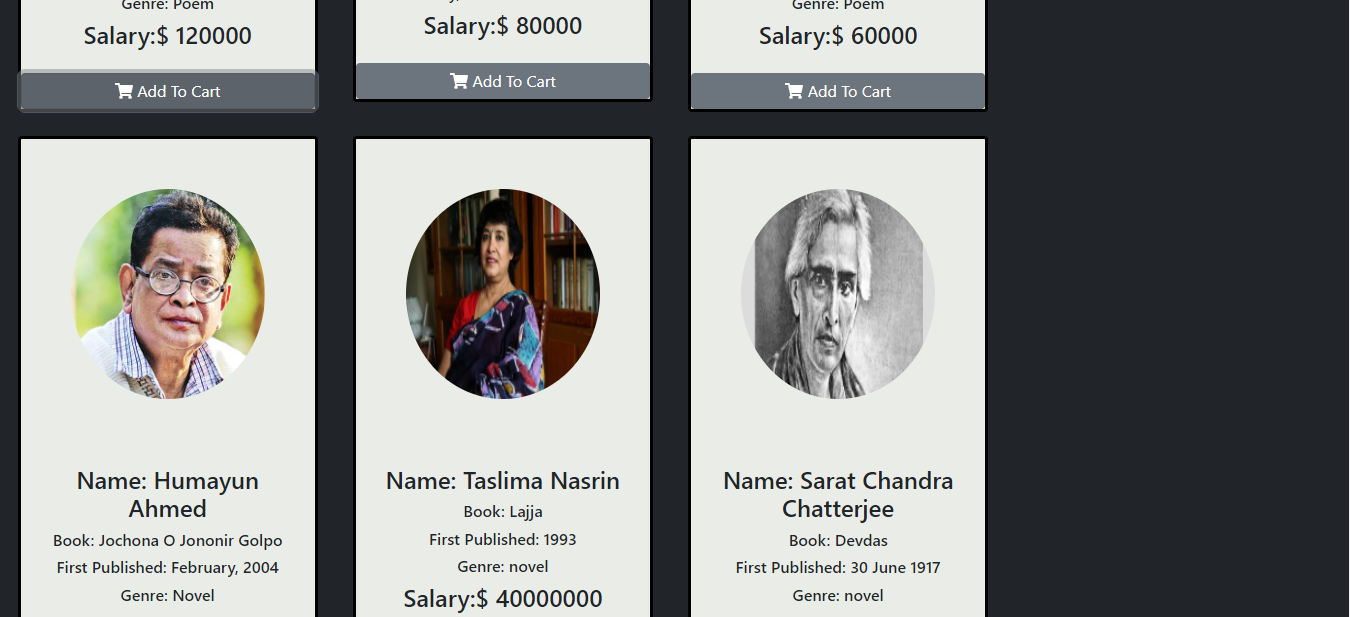 Genre: Poem
Salary:$ 120000
Add To Cart
Salary:$ 80000
Add To Cart
Genre: Poem
Salary:$ 60000
Add To Cart
Name: Humayun
Ahmed
Book: Jochona O Jononir Golpo
First Published: February, 2004
Genre: Novel
Name: Taslima Nasrin
Book: Lajja
First Published: 1993
Genre: novel
Salary:$ 40000000
Name: Sarat Chandra
Chatterjee
Book: Devdas
First Published: 30 June 1917
Genre: novel